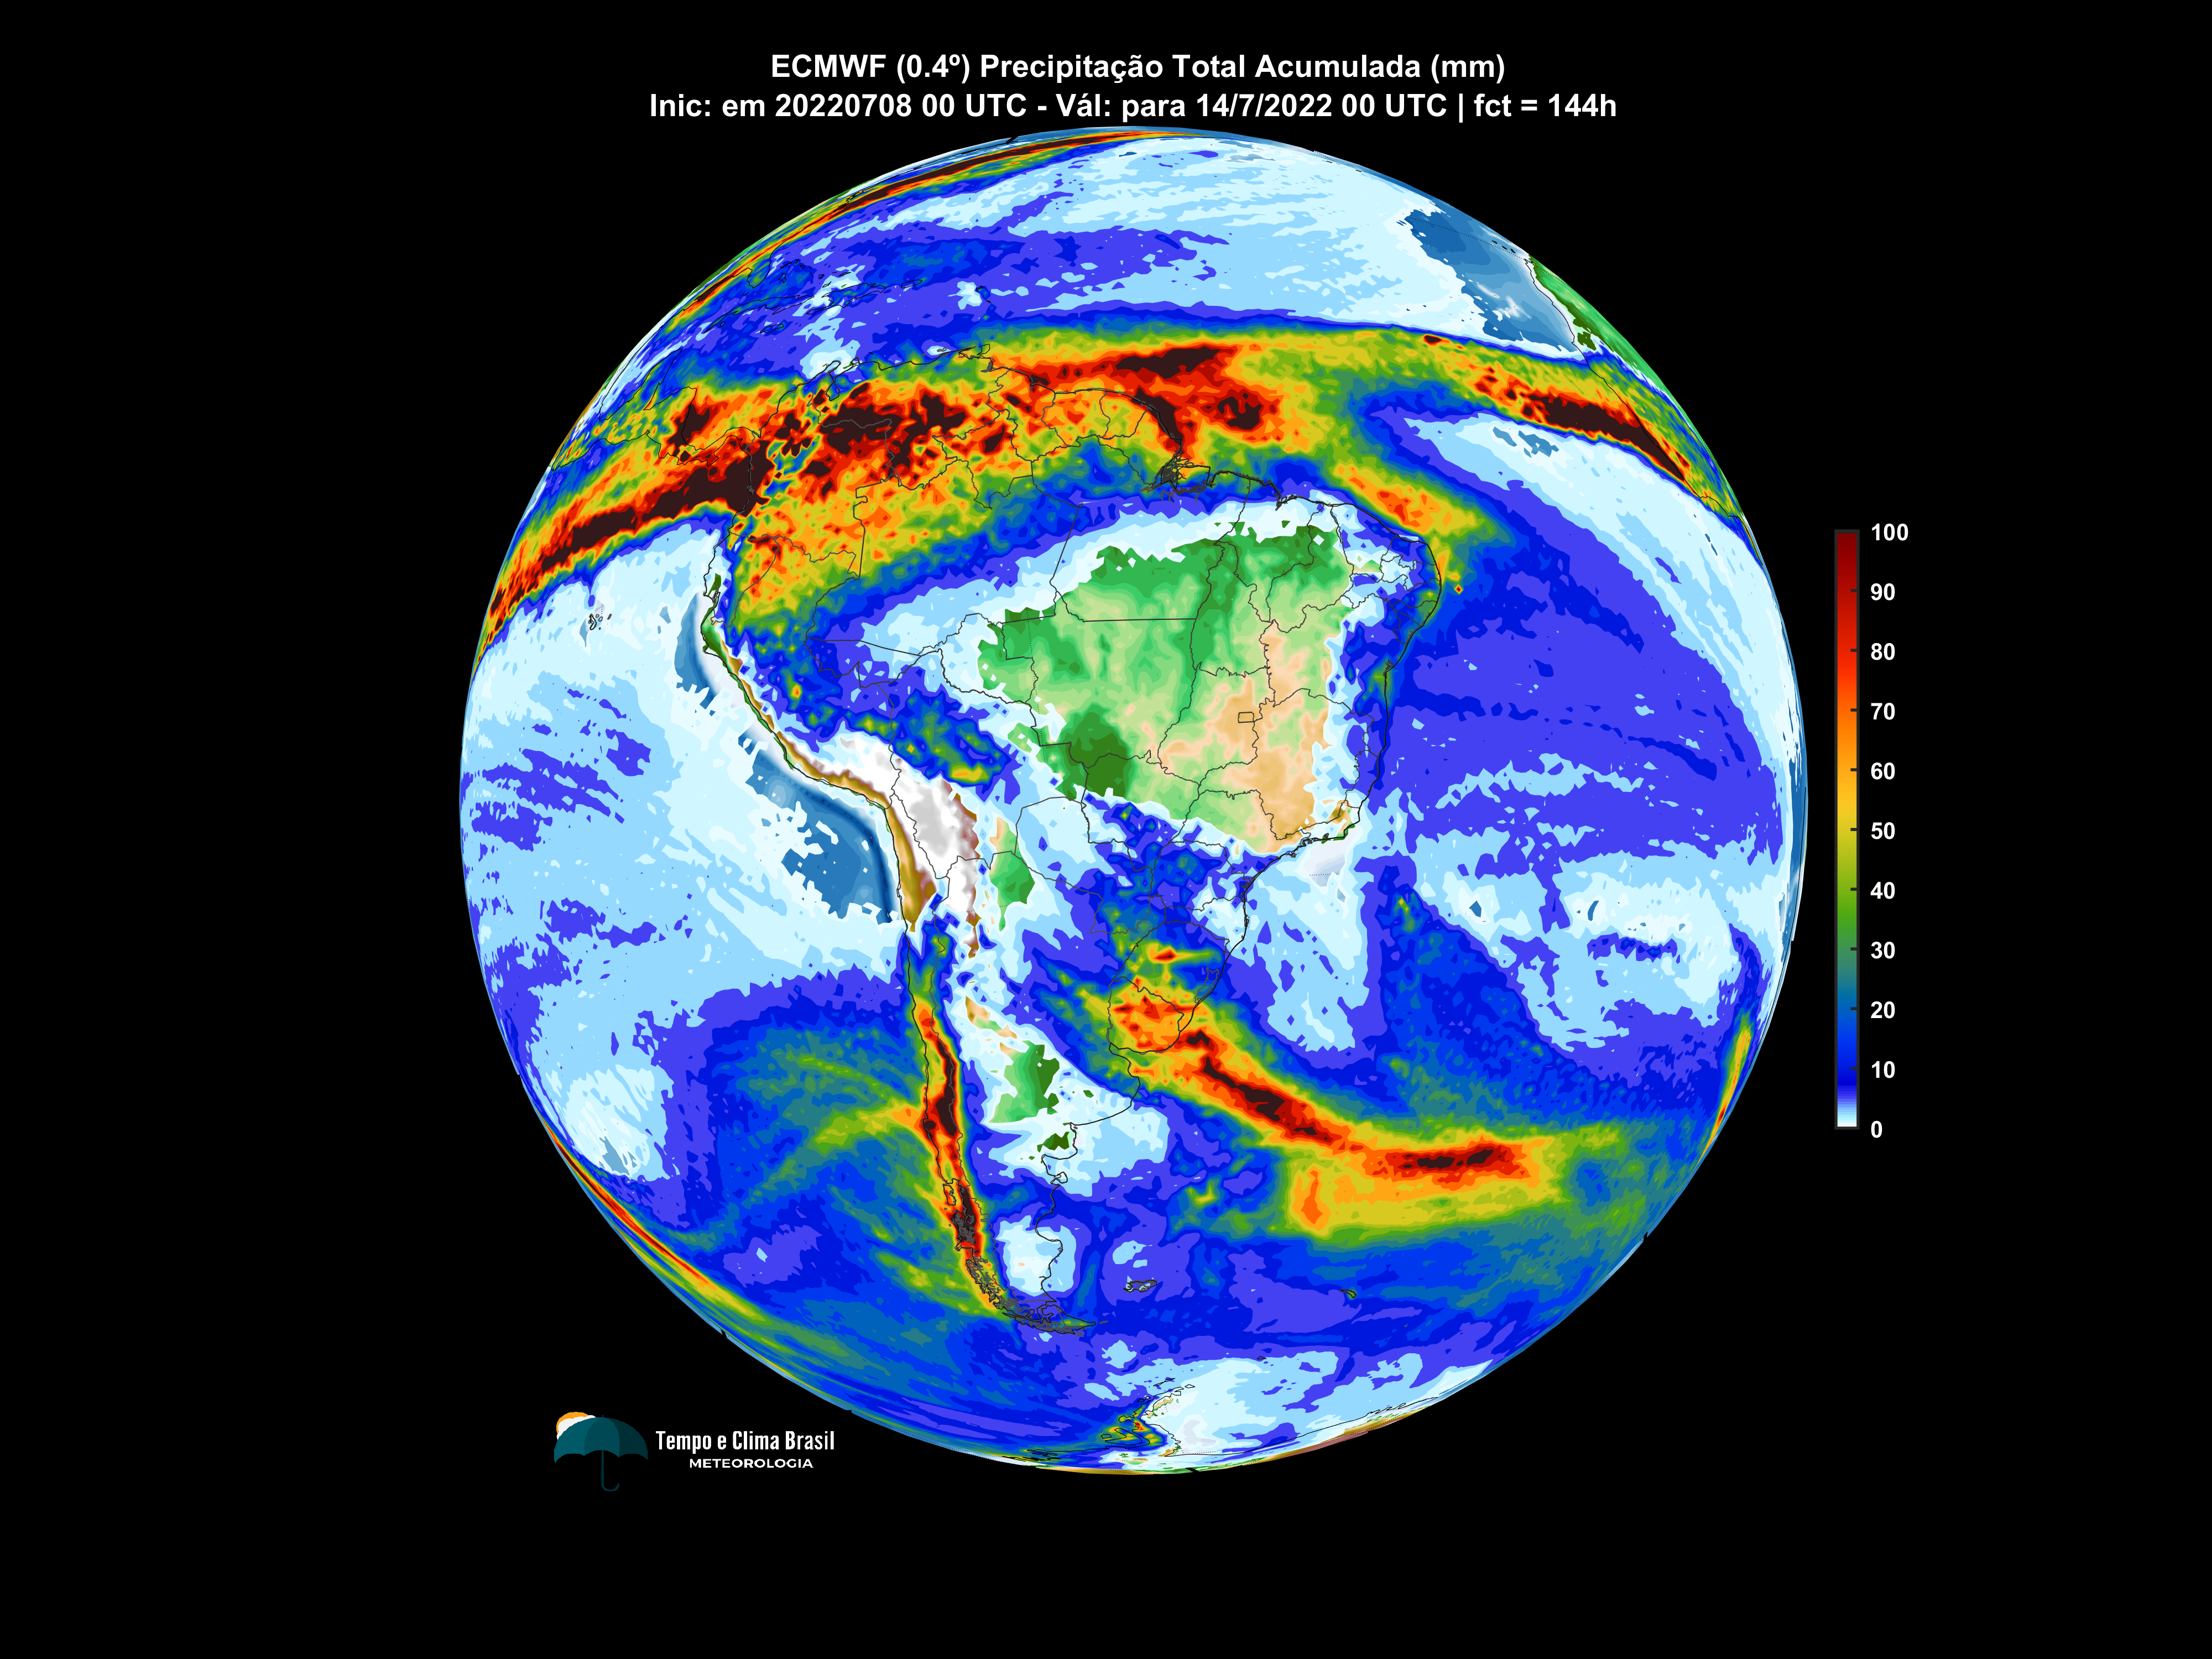 ECMWF (0.4º) Precipitação Total Acumulada (mm)
Inic: em 20220708 00 UTC - Vál: para 14/7/2022 00 UTC | fct = 144h
100
90
80
70
60
50
40
30
20
10
0
Tempo e Clima Brasil
METEOROLOGIA